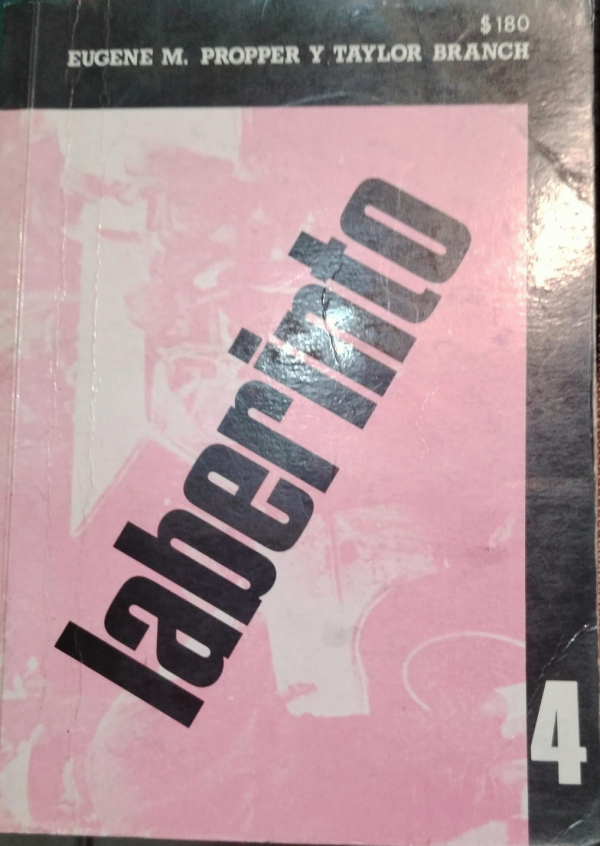 $180
EUGENE M. PROPPER Y TAYLOR BRANCH
laberinto
4